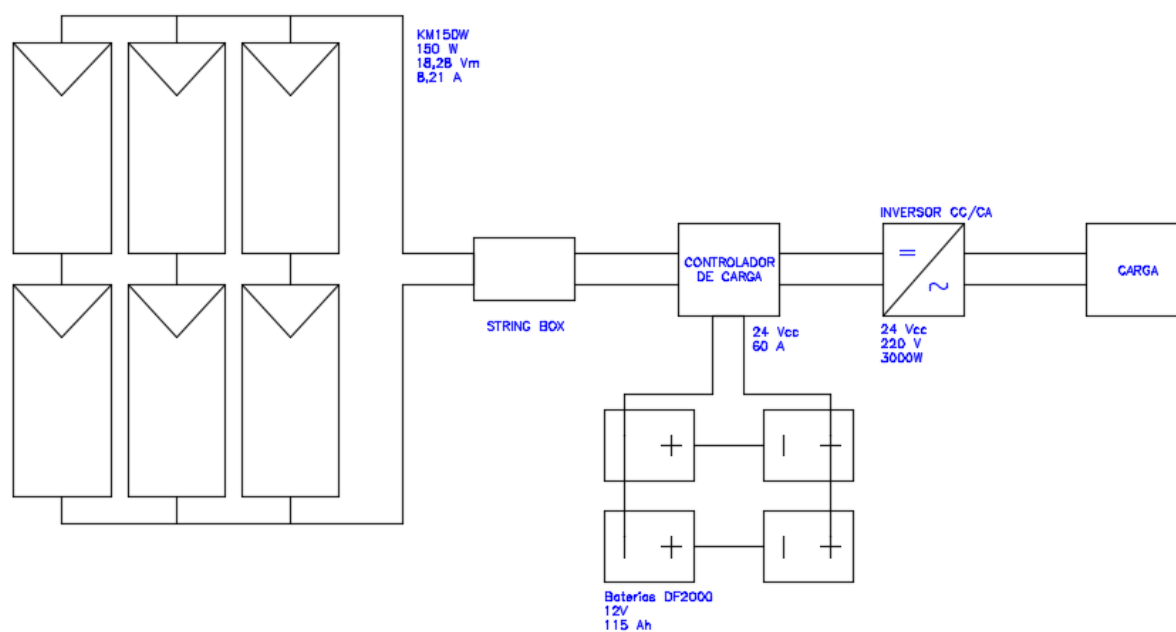 KM150W
150 W
18,28 Vm
8,21 A
INVERSOR CC/CA
CONTROLADOR
DE CARGA
CARGA
STRING BOX
24 Vcc
60 A
24 Vcc
220 V
3000W
Baterias DF2000
12V
115 Ah